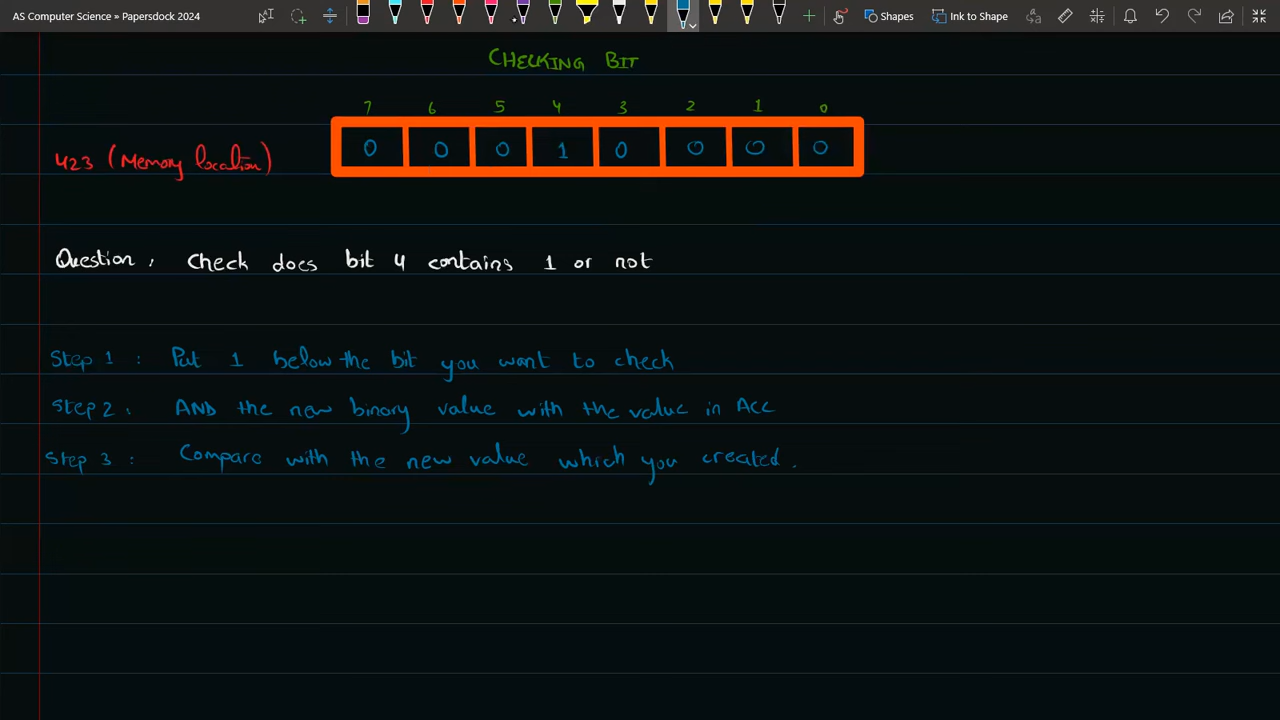 AS Computer Science » Papersdock 2024
Shapes
Ink to Shape
CHECKING BIT
7 6 5 4 3 2 1 0
423 (Memory location)
0 0 0 1 0 0 0 0
Question: Check does bit 4 contains 1 or not
Step 1: Put 1 below the bit you want to check
Step 2: AND the new binary value with the value in Acc
Step 3: Compare with the new value which you created.